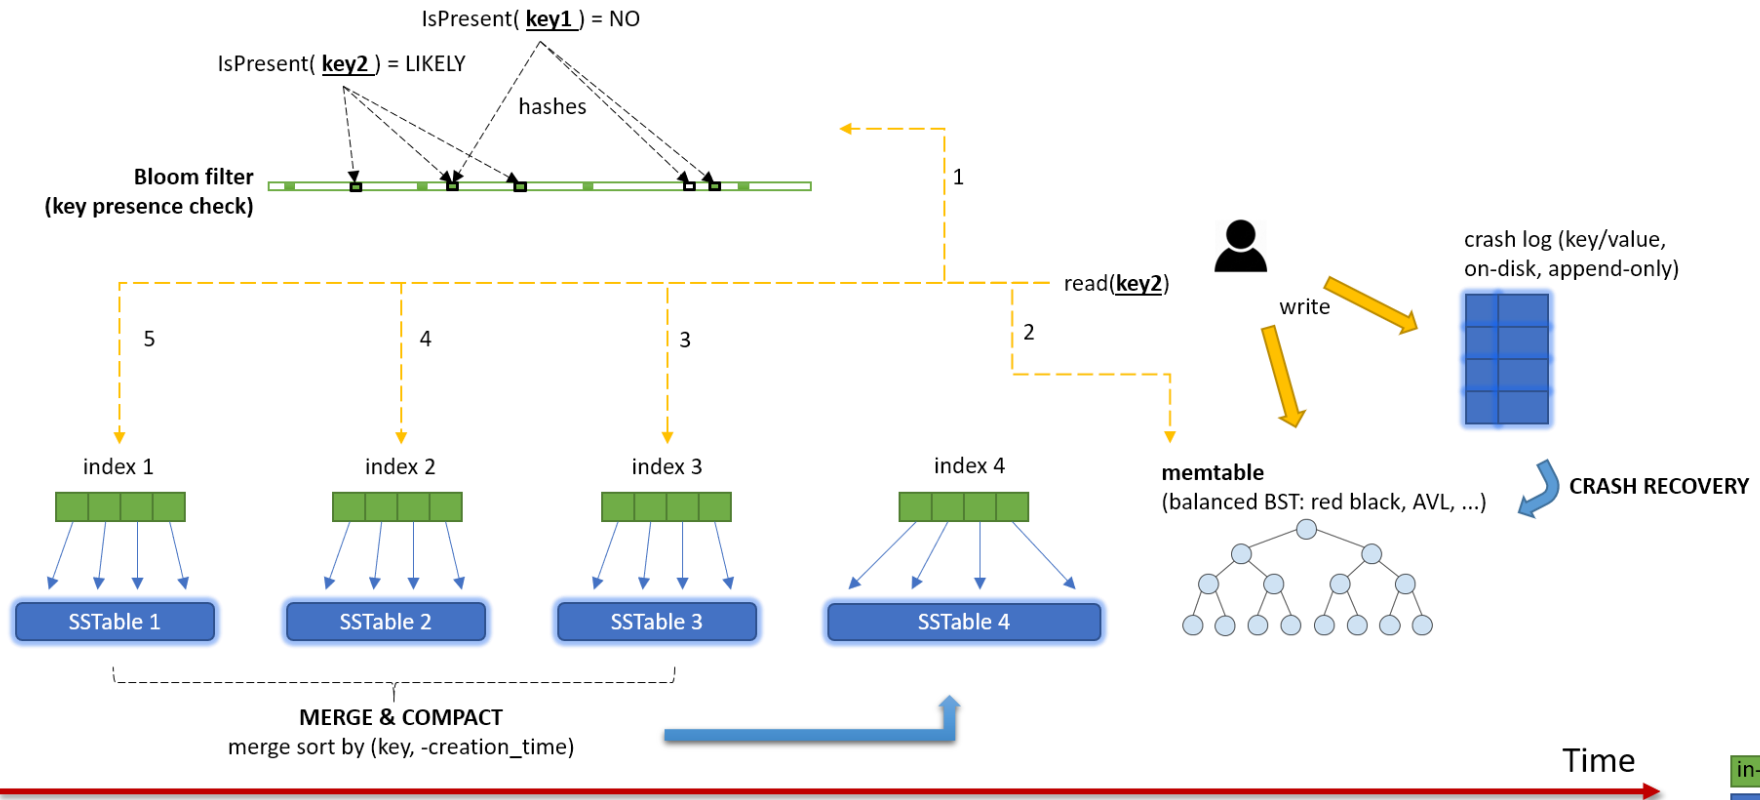 IsPresent( key1 ) = NO
IsPresent( key2 ) = LIKELY
hashes
Bloom filter
(key presence check)
1
read(key2)
write
crash log (key/value,
on-disk, append-only)
5
4
3
2
index 1
index 2
index 3
index 4
memtable
(balanced BST: red black, AVL, ...)
CRASH RECOVERY
SSTable 1
SSTable 2
SSTable 3
SSTable 4
MERGE & COMPACT
merge sort by (key, -creation_time)
Time
in-